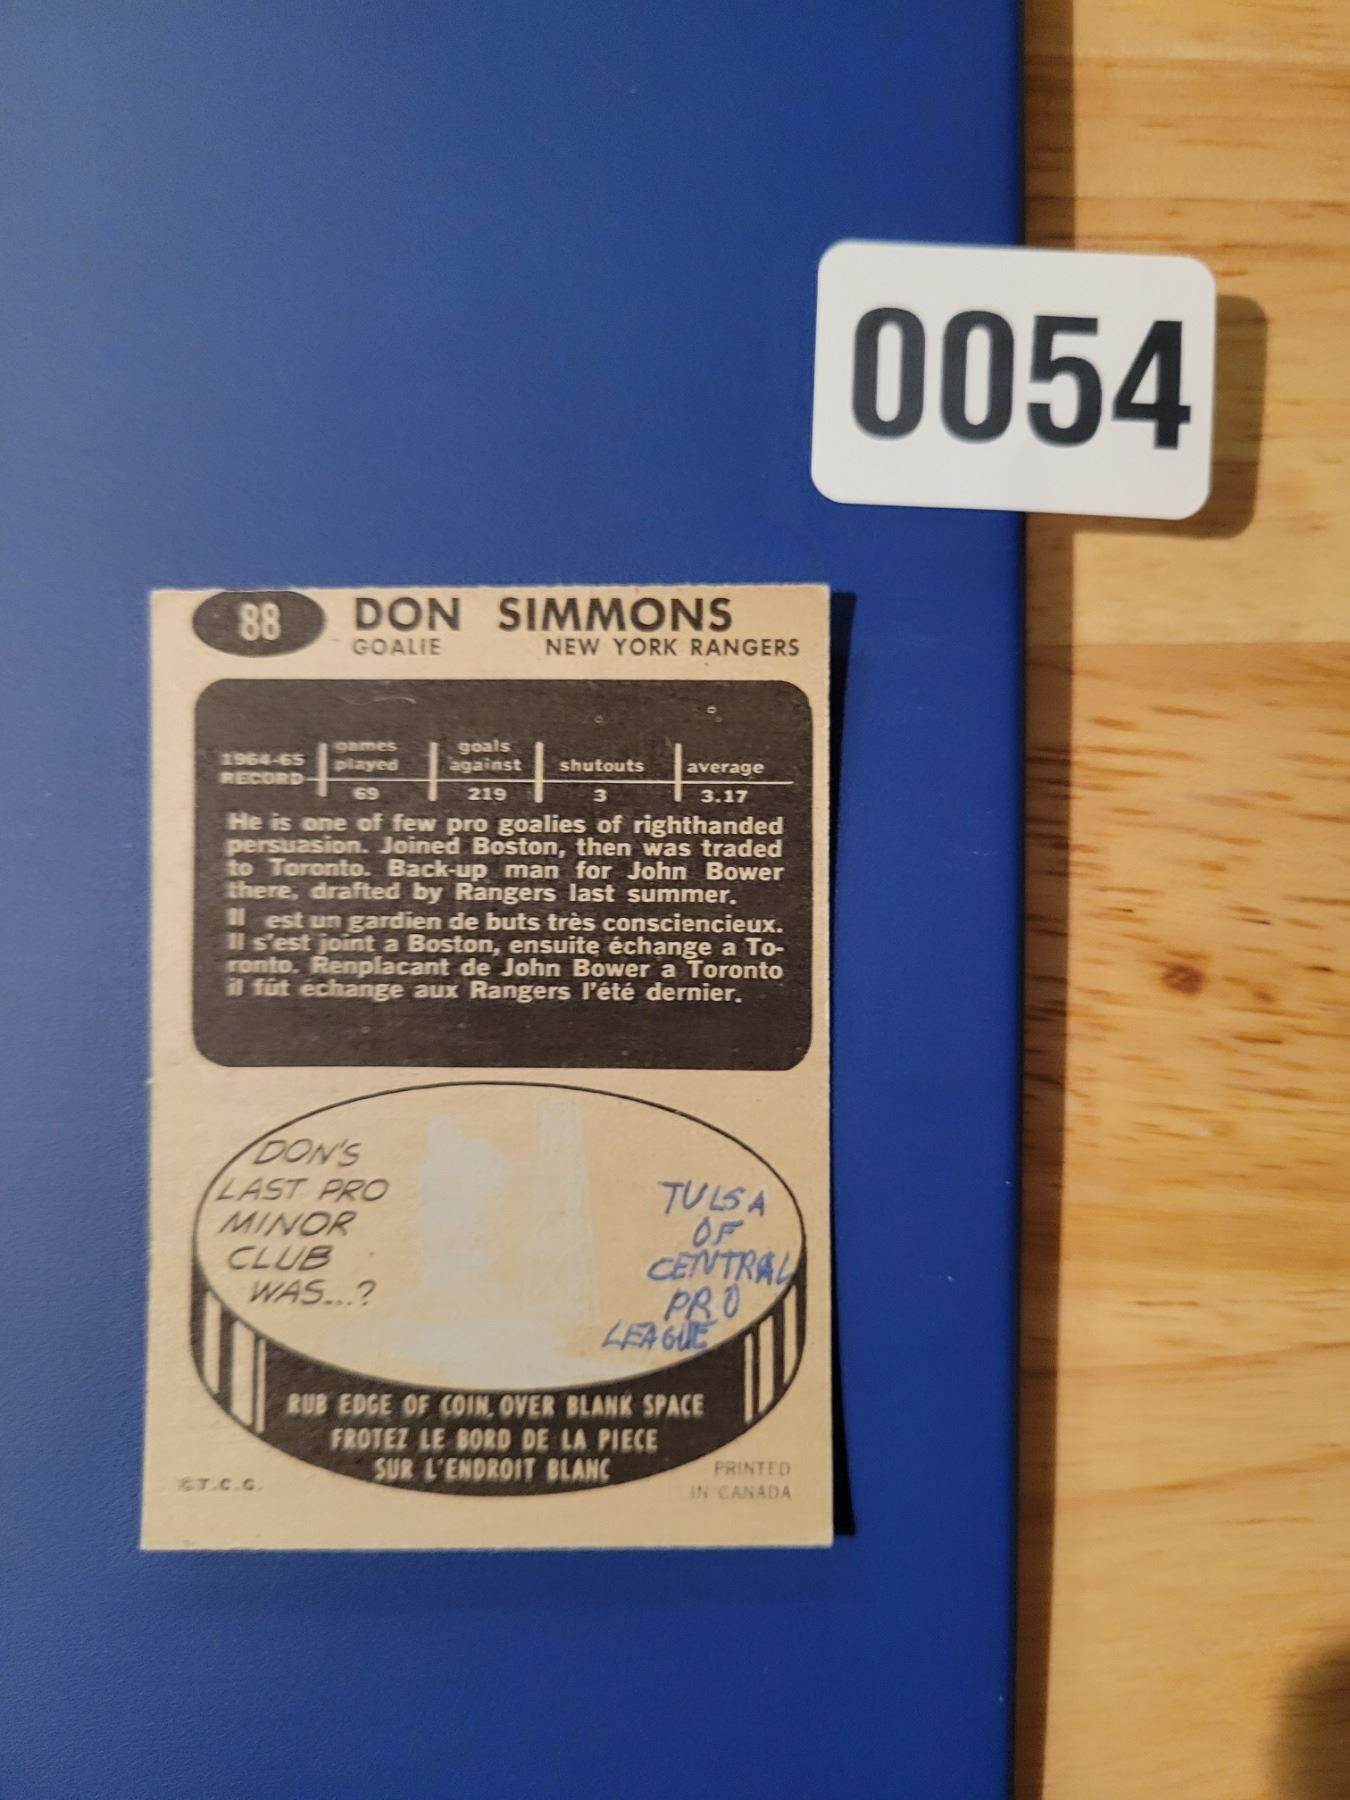 0054
88 DON SIMMONS
GOALIE NEW YORK RANGERS
1964-65 RECORD games played goals against shutouts average
69 219 3 3.17
He is one of few pro goalies of righthanded
persuasion. Joined Boston, then was traded
to Toronto. Back-up man for John Bower
there, drafted by Rangers last summer.
Il est un gardien de buts très consciencieux.
Il s'est joint a Boston, ensuite échange a To-
ronto. Renplacant de John Bower a Toronto
il fût échange aux Rangers l'été dernier.
DON'S
LAST PRO
MINOR
CLUB
WAS...?
TULSA
OF
CENTRAL
PRO
LEAGUE
RUB EDGE OF COIN, OVER BLANK SPACE
FROTEZ LE BORD DE LA PIECE
SUR L'ENDROIT BLANC
©T.C.G.
PRINTED
IN CANADA